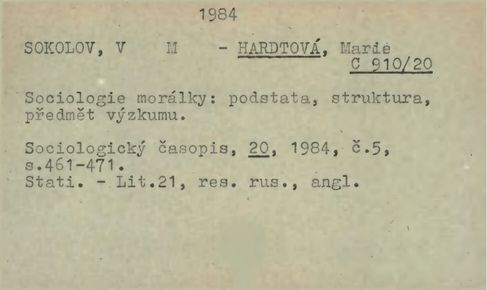 1984
SOKOLOV, V M - HARDTOVÁ, Marie
C 910/20
Sociologie morálky: podstata, struktura,
předmět výzkumu.
Sociologický časopis, 20, 1984, č.5,
s.461-471.
Stati. - Lit.21, res. rus., angl.